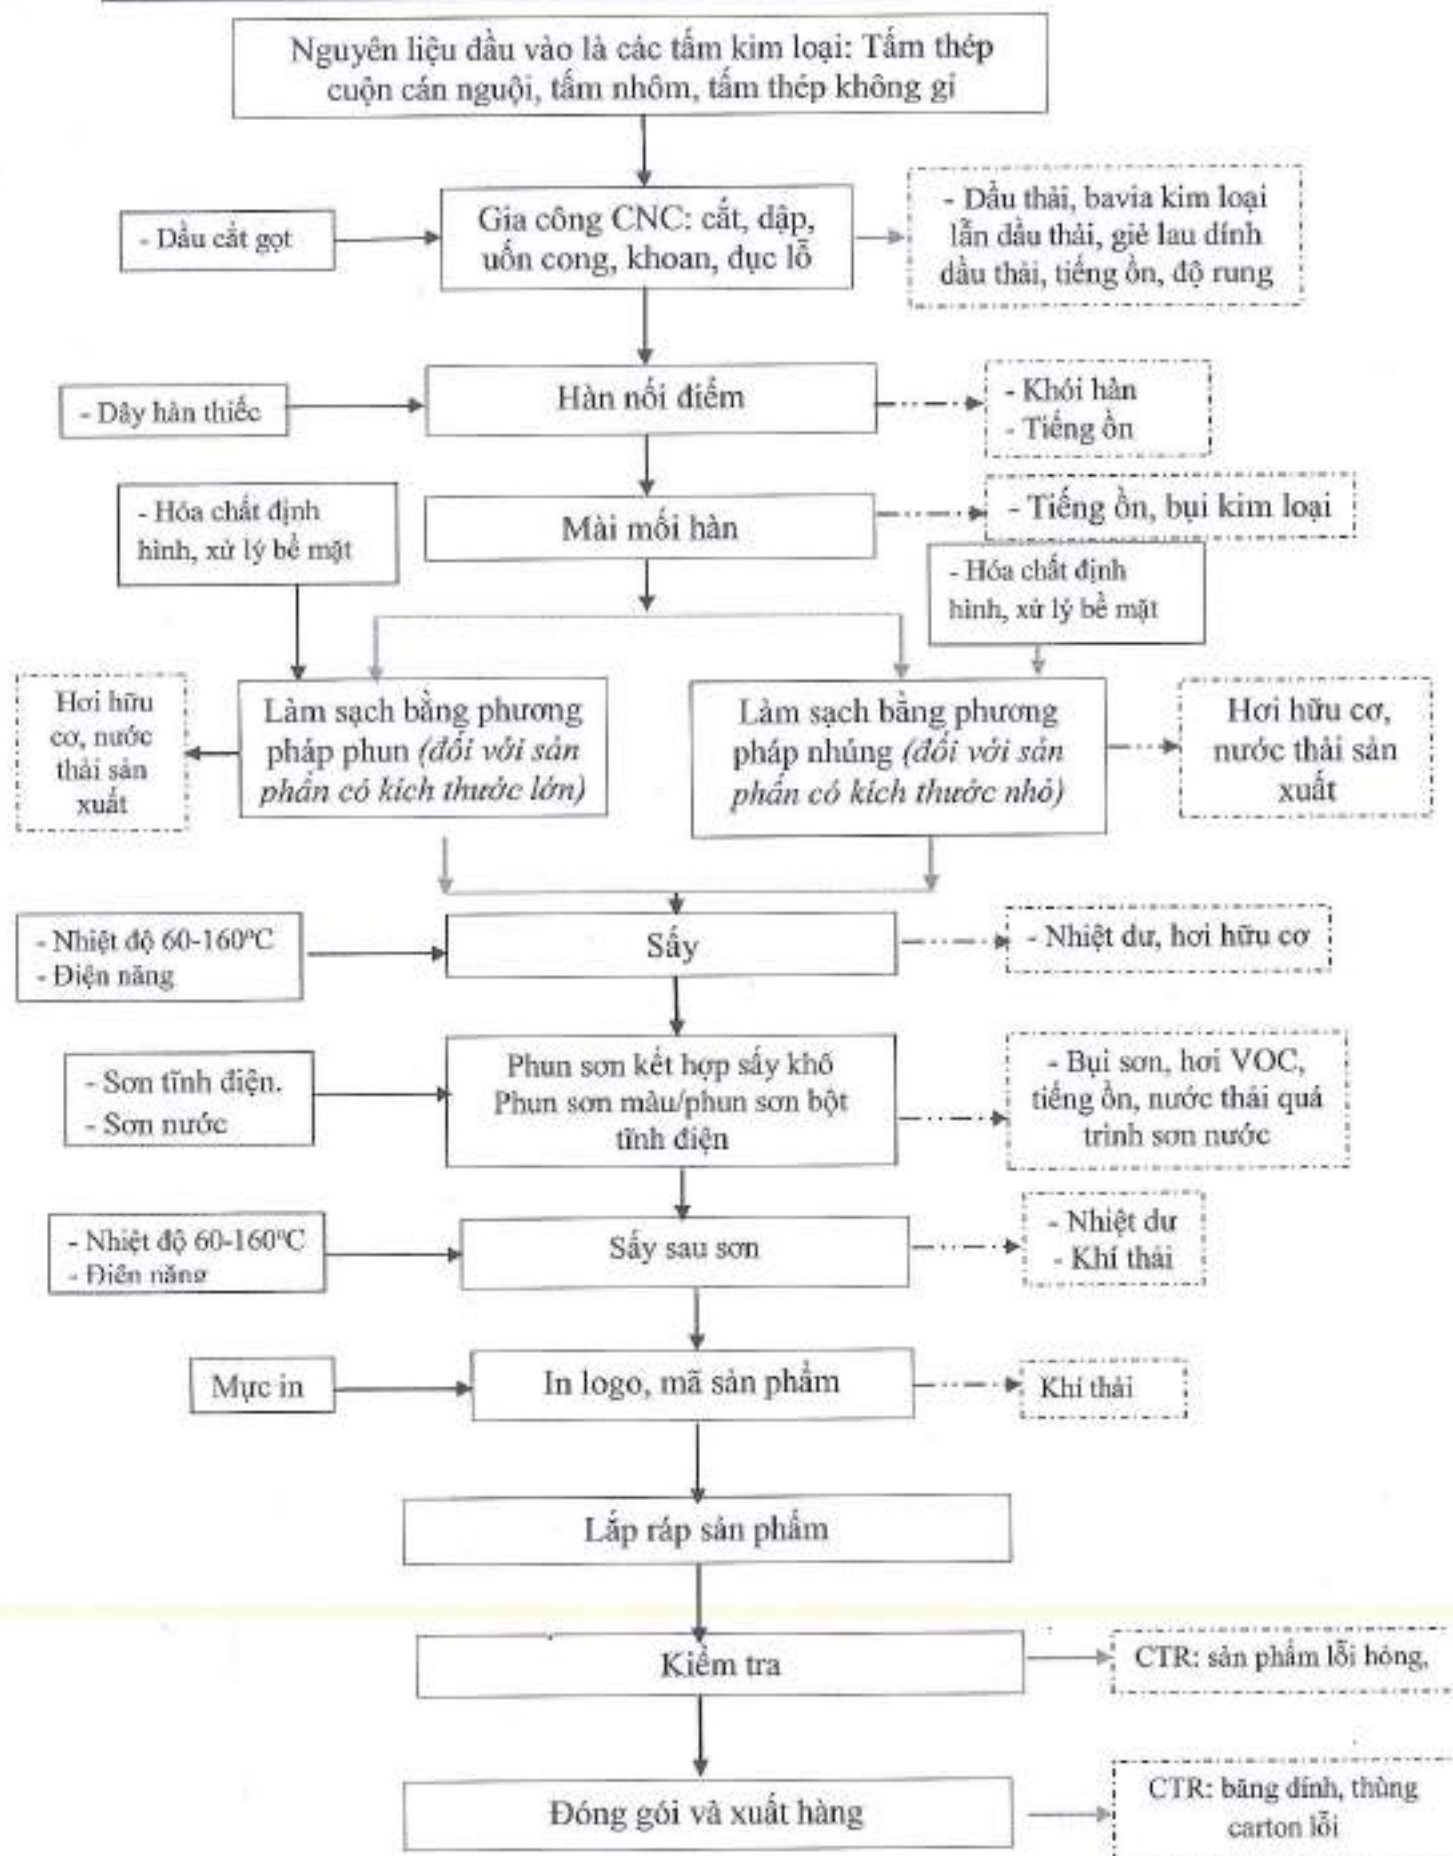 Nguyên liệu đầu vào là các tấm kim loại: Tấm thép
cuộn cán nguội, tấm nhôm, tấm thép không gỉ
- Dầu cắt gọt
Gia công CNC: cắt, dập,
uốn cong, khoan, đục lỗ
- Dầu thải, bavia kim loại
lẫn dầu thải, giẻ lau dính
dầu thải, tiếng ồn, độ rung
- Dây hàn thiếc
Hàn nối điểm
- Khói hàn
- Tiếng ồn
- Hóa chất định
hình, xử lý bề mặt
Mài mối hàn
- Tiếng ồn, bụi kim loại
- Hóa chất định
hình, xử lý bề mặt
Hơi hữu
cơ, nước
thải sản
xuất
Làm sạch bằng phương
pháp phun (đối với sản
phẩn có kích thước lớn)
Làm sạch bằng phương
pháp nhúng (đối với sản
phẩn có kích thước nhỏ)
Hơi hữu cơ,
nước thải sản
xuất
- Nhiệt độ 60-160°C
- Điện năng
Sấy
- Nhiệt dư, hơi hữu cơ
- Sơn tĩnh điện.
- Sơn nước
Phun sơn kết hợp sấy khô
Phun sơn màu/phun sơn bột
tĩnh điện
- Bụi sơn, hơi VOC,
tiếng ồn, nước thải quá
trình sơn nước
- Nhiệt độ 60-160°C
- Điện năng
Sấy sau sơn
- Nhiệt dư
- Khí thải
Mực in
In logo, mã sản phẩm
Khí thải
Lắp ráp sản phẩm
Kiểm tra
CTR: sản phẩm lỗi hỏng,
Đóng gói và xuất hàng
CTR: băng dính, thùng
carton lỗi